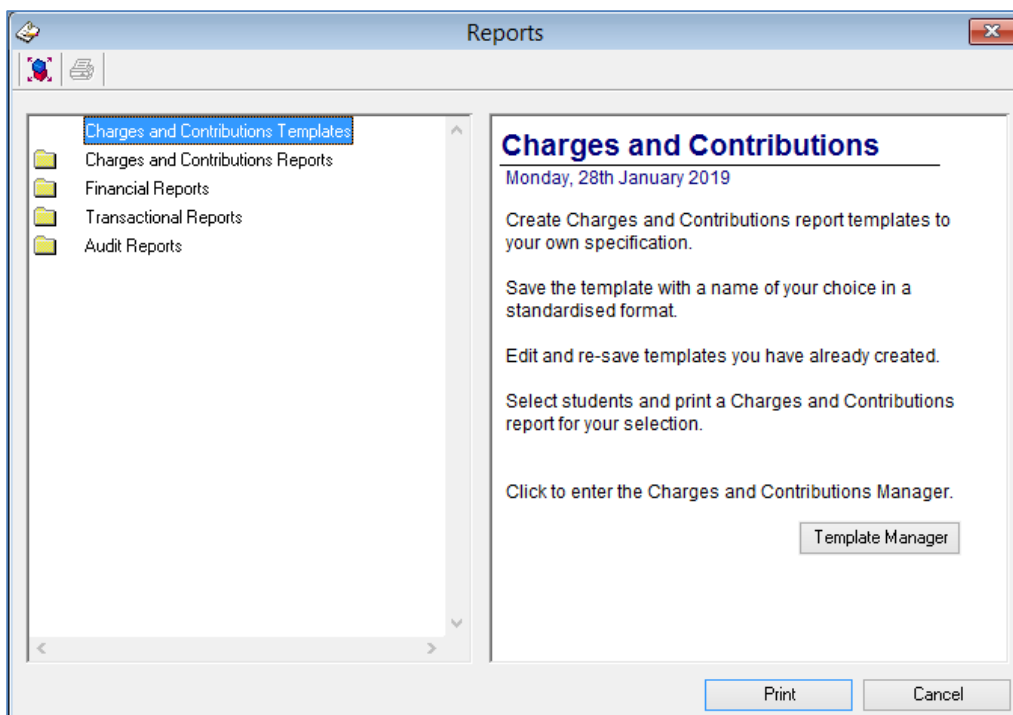 Reports
Charges and Contributions Templates
Charges and Contributions Reports
Financial Reports
Transactional Reports
Audit Reports
Charges and Contributions
Monday, 28th January 2019
Create Charges and Contributions report templates to
your own specification.
Save the template with a name of your choice in a
standardised format.
Edit and re-save templates you have already created.
Select students and print a Charges and Contributions
report for your selection.
Click to enter the Charges and Contributions Manager.
Template Manager
Print
Cancel